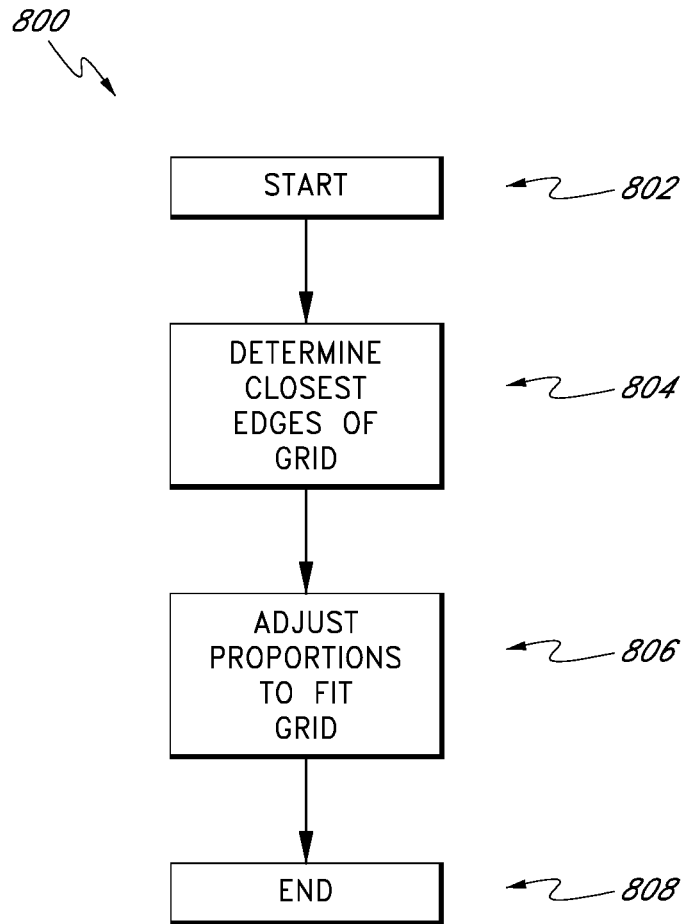 800
START
802
DETERMINE
CLOSEST
EDGES OF
GRID
804
ADJUST
PROPORTIONS
TO FIT
GRID
806
END
808